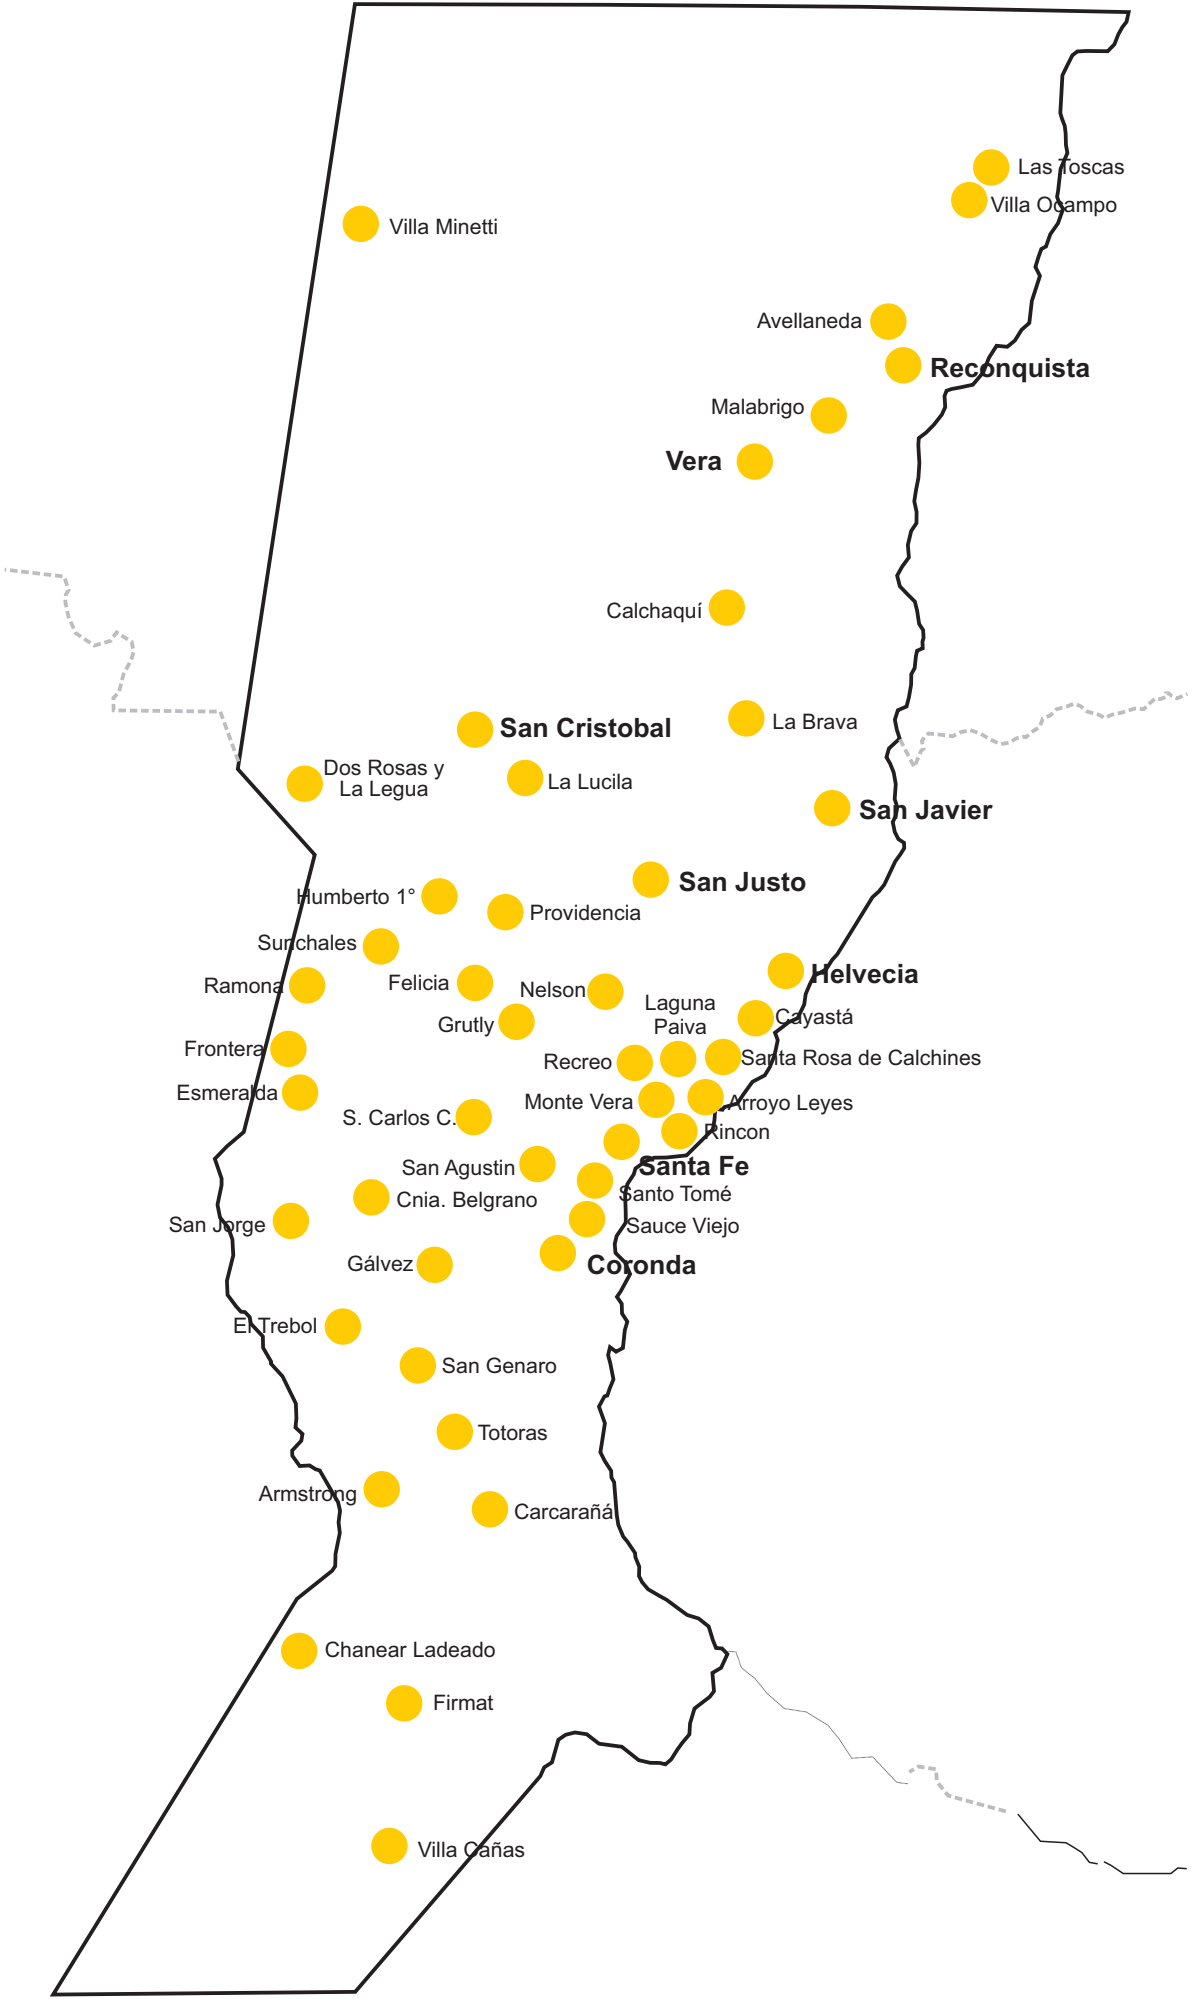 Las Toscas
Villa Ocampo
Villa Minetti
Avellaneda
Reconquista
Malabrigo
Vera
Calchaquí
La Brava
San Cristobal
Dos Rosas y
La Legua
La Lucila
San Javier
San Justo
Humberto 1°
Providencia
Sunchales
Helvecia
Ramona
Felicia
Nelson
Laguna
Paiva
Cayastá
Grutly
Frontera
Recreo
Santa Rosa de Calchines
Esmeralda
Monte Vera
Arroyo Leyes
S. Carlos C.
Rincon
San Agustin
Santa Fe
Cnia. Belgrano
Santo Tomé
San Jorge
Sauce Viejo
Gálvez
Coronda
El Trebol
San Genaro
Totoras
Armstrong
Carcarañá
Chanear Ladeado
Firmat
Villa Cañas